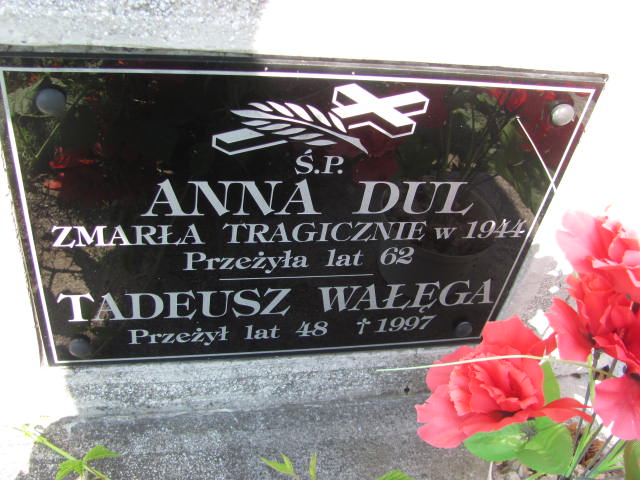 Ś.P.
ANNA DUL
ZMARŁA TRAGICZNIE w 1944
Przeżyła lat 62
TADEUSZ WAŁĘGA
Przeżył lat 48 †1997